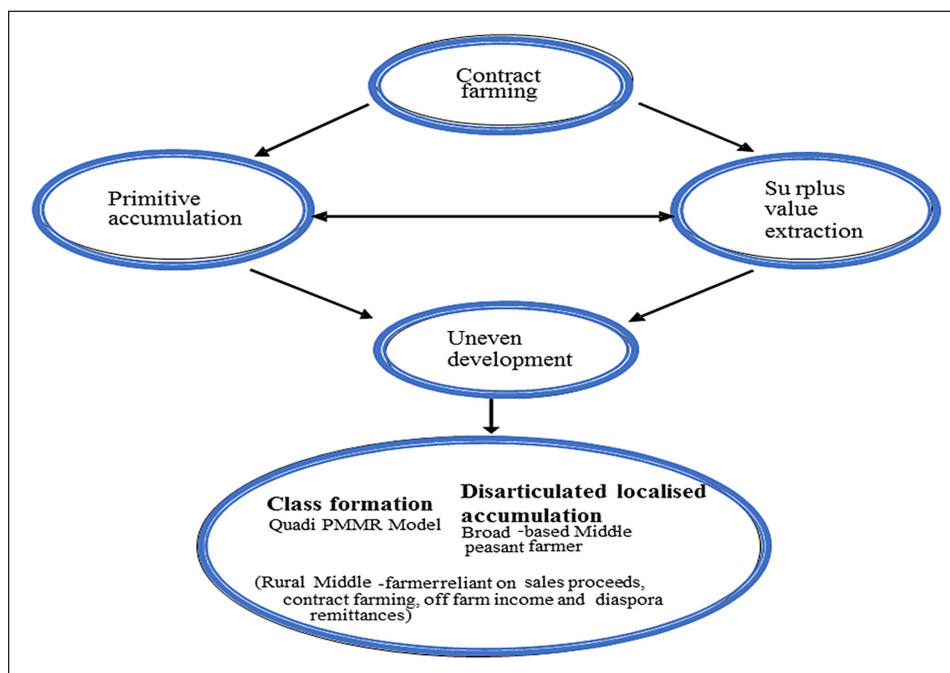 Contract
farming
Primitive
accumulation
Su rplus
value
extraction
Uneven
development
Class formation
Quadi PMMR Model
Disarticulated localised
accumulation
Broad -based Middle
peasant farmer
(Rural Middle -farmerreliant on sales proceeds,
contract farming, off farm income and diaspora
remittances)